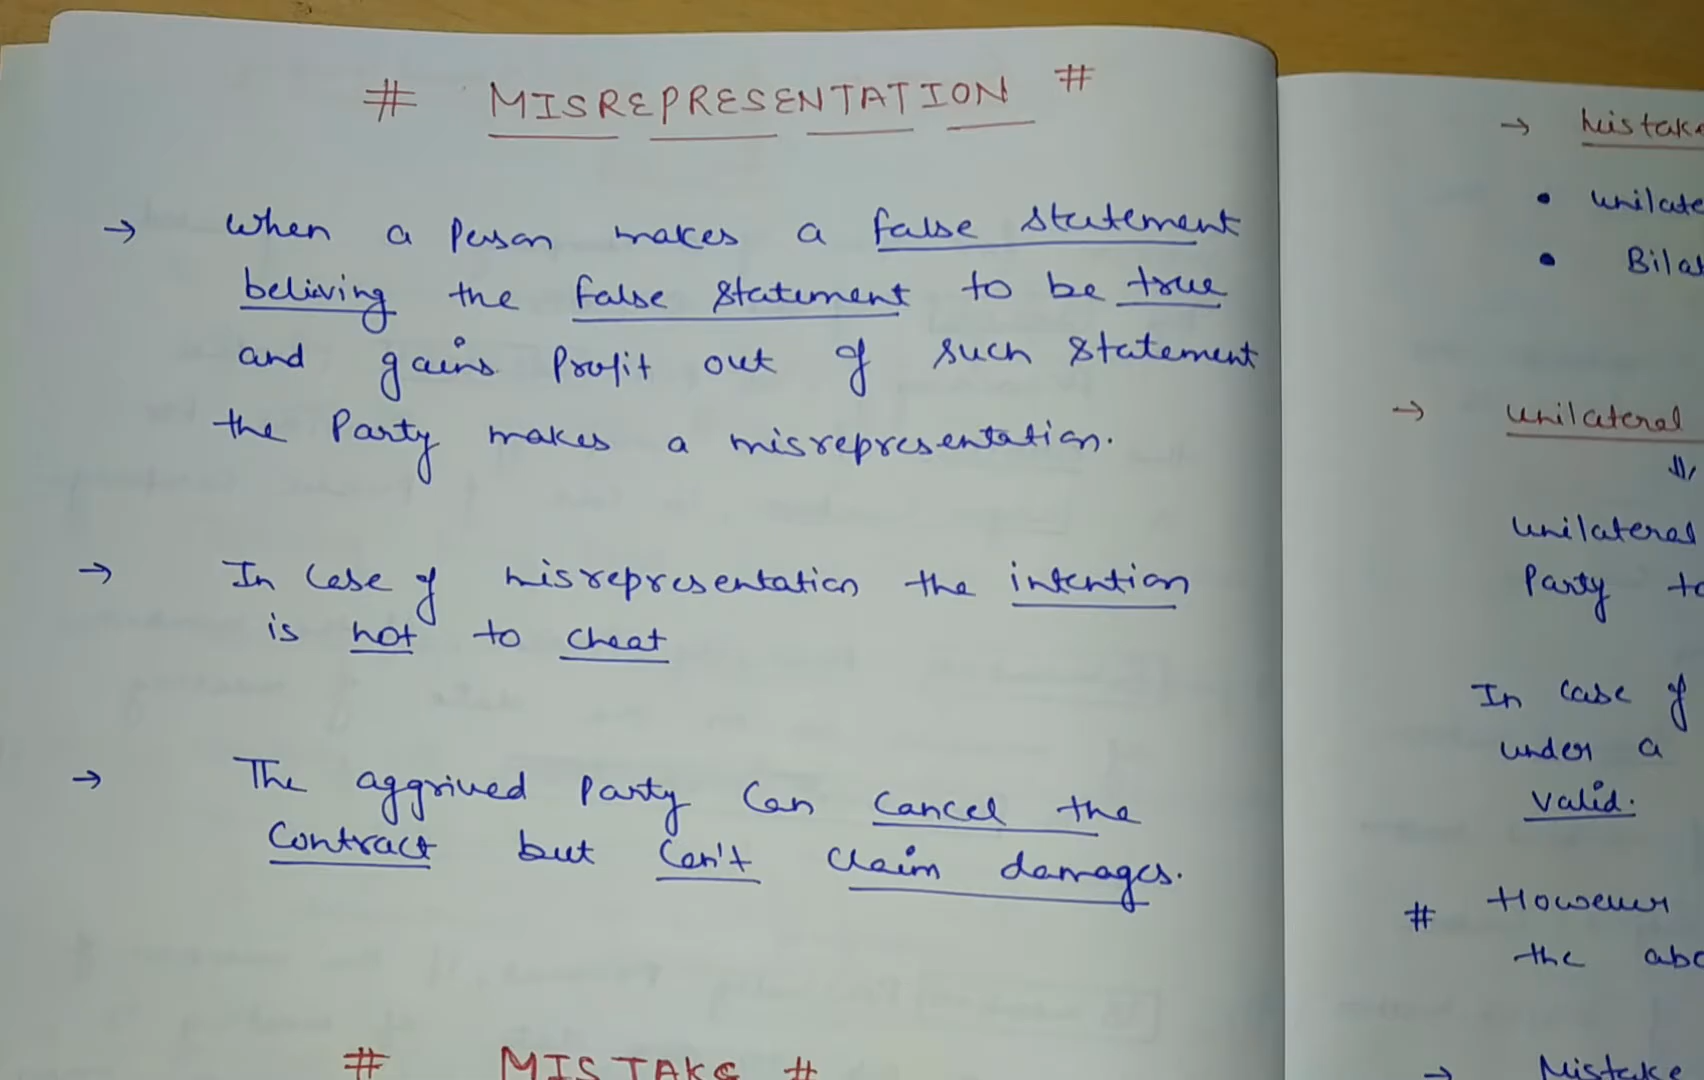 # MISREPRESENTATION #
→ When a Person makes a false statement
beliving the false statement to be true
and gains Profit out of such statement
the Party makes a misrepresentation.
→ In Case of misrepresentation the intention
is not to cheat
→ The aggrived Party Can Cancel the
Contract but Can't Claim damages.
# MISTAKE #
→ Mistake
• Unilate
• Bilat
→ Unilateral
Unilateral
Party to
In Case of
under a
Valid.
# However
the abo
→ Mistake